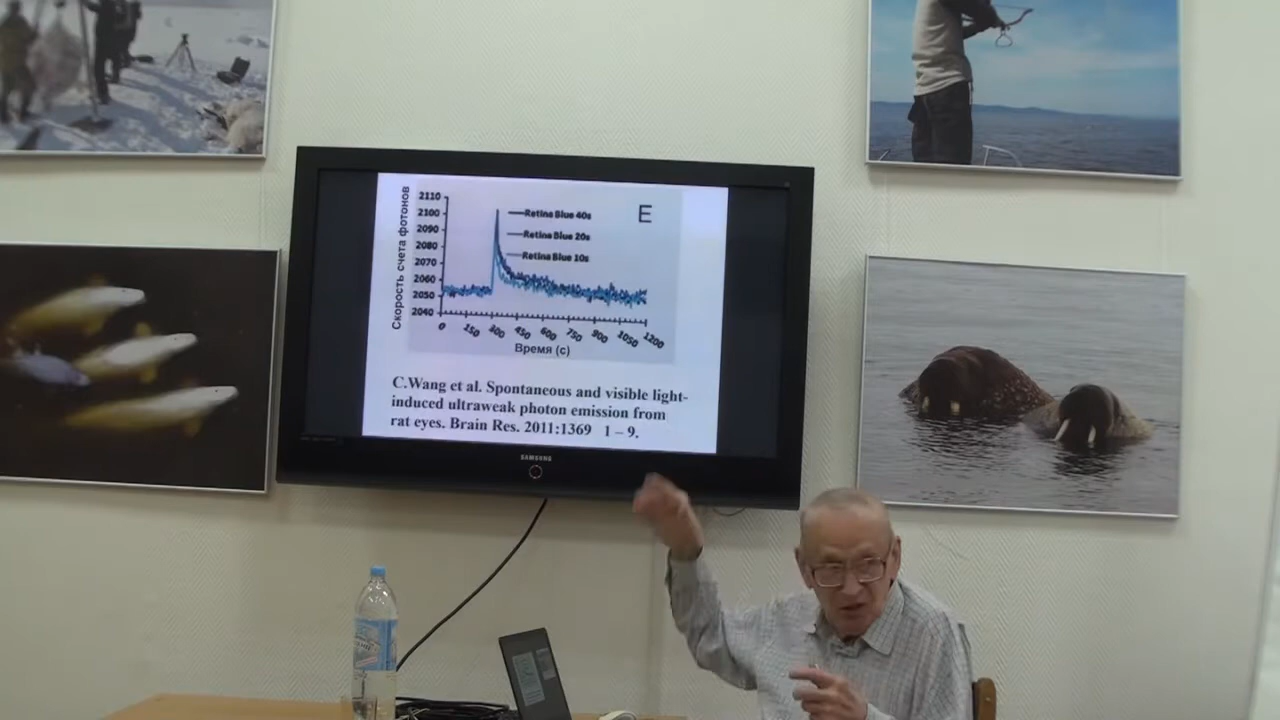 Скорость счета фотонов
2110
2100
2090
2080
2070
2060
2050
2040
Retina Blue 40s
Retina Blue 20s
Retina Blue 10s
E
0 150 300 450 600 750 900 1050 1200
Время (с)
C.Wang et al. Spontaneous and visible light-
induced ultraweak photon emission from
rat eyes. Brain Res. 2011:1369 1 – 9.
SAMSUNG